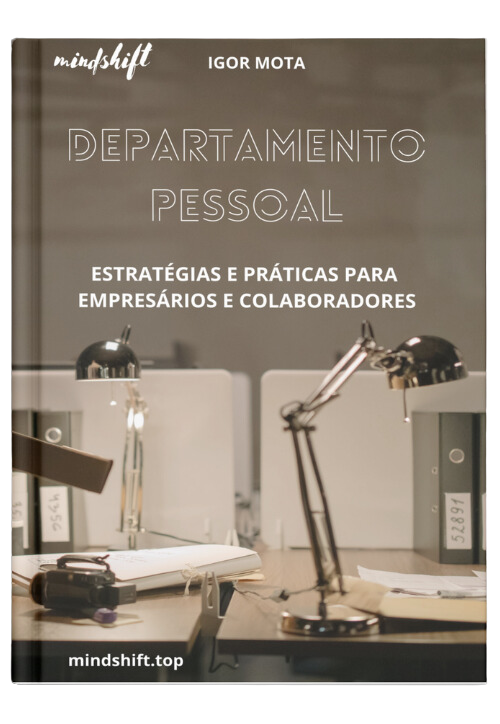 mindshift
IGOR MOTA
DEPARTAMENTO
PESSOAL
ESTRATÉGIAS E PRÁTICAS PARA
EMPRESÁRIOS E COLABORADORES
52891
mindshift.top